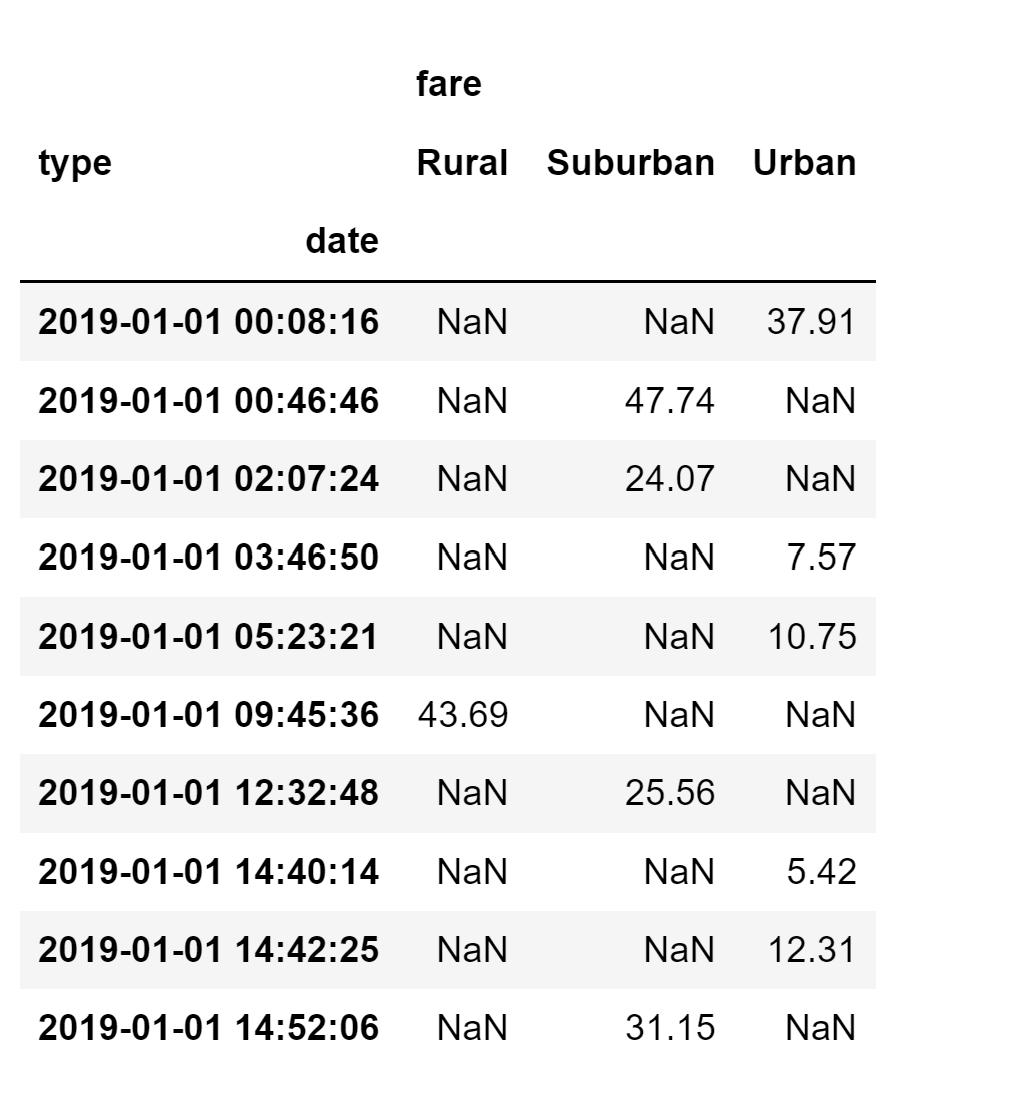 fare
type Rural Suburban Urban
date
2019-01-01 00:08:16 NaN NaN 37.91
2019-01-01 00:46:46 NaN 47.74 NaN
2019-01-01 02:07:24 NaN 24.07 NaN
2019-01-01 03:46:50 NaN NaN 7.57
2019-01-01 05:23:21 NaN NaN 10.75
2019-01-01 09:45:36 43.69 NaN NaN
2019-01-01 12:32:48 NaN 25.56 NaN
2019-01-01 14:40:14 NaN NaN 5.42
2019-01-01 14:42:25 NaN NaN 12.31
2019-01-01 14:52:06 NaN 31.15 NaN